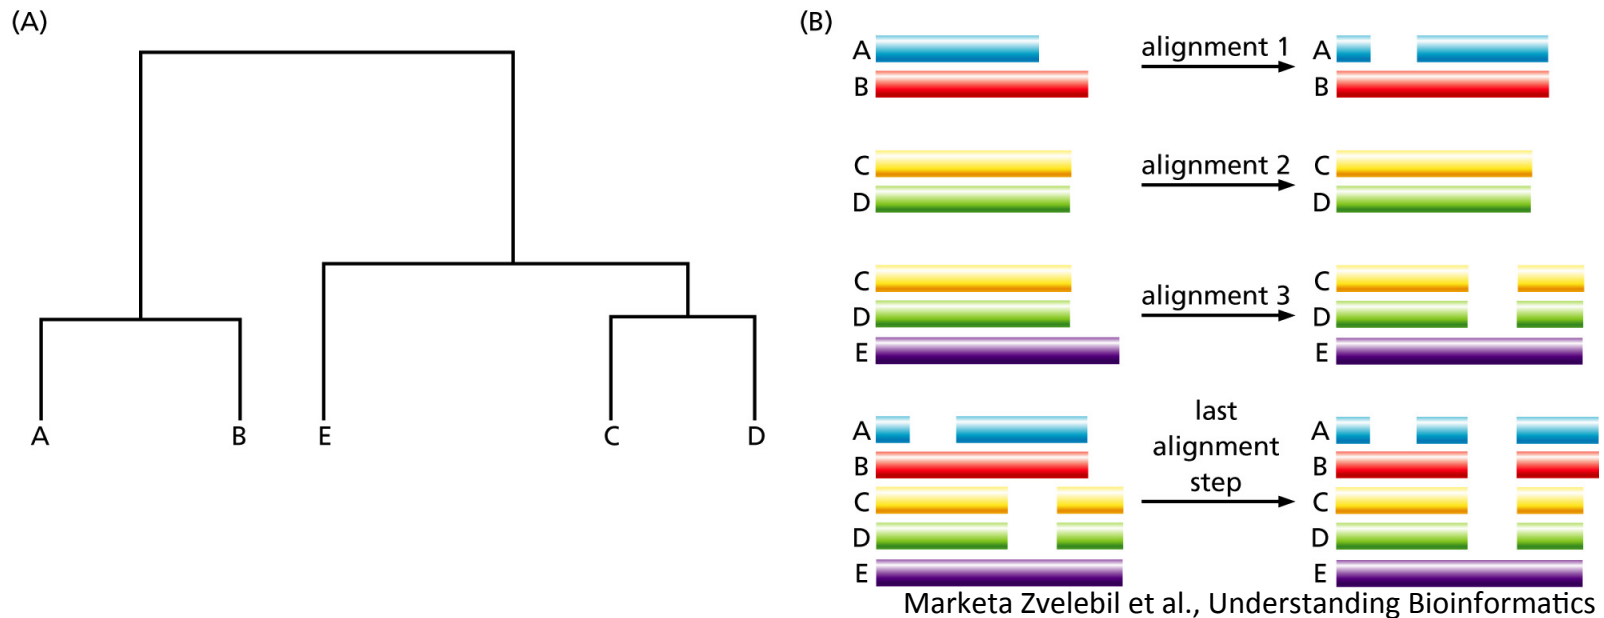 (A)
A
B
E
C
D
(B)
A
B
alignment 1
A
B
C
D
alignment 2
C
D
C
D
E
alignment 3
C
D
E
A
B
C
D
E
last
alignment
step
A
B
C
D
E
Marketa Zvelebil et al., Understanding Bioinformatics